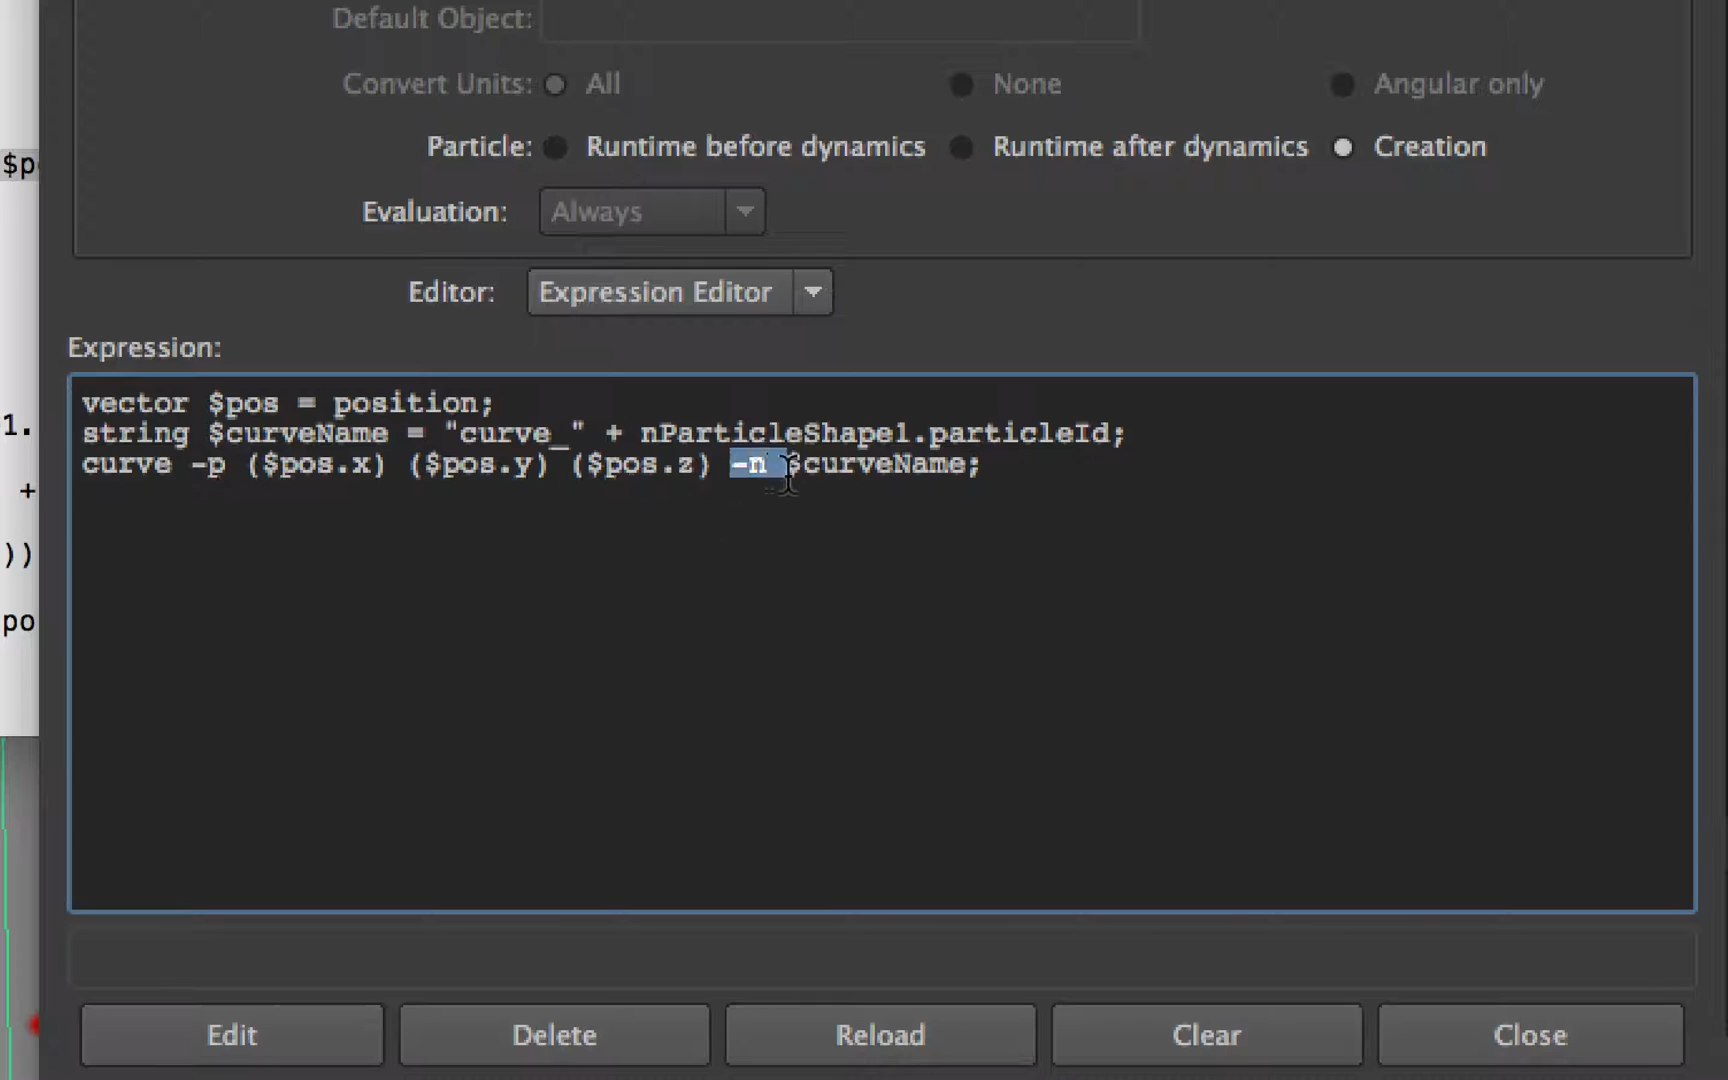 Default Object:
Convert Units: All None Angular only
$po
Particle: Runtime before dynamics Runtime after dynamics Creation
Evaluation: Always
Editor: Expression Editor
Expression:
vector $pos = position;
1.
string $curveName = "curve_" + nParticleShape1.particleId;
curve -p ($pos.x) ($pos.y) ($pos.z) -n $curveName;
+
))
po
Edit Delete Reload Clear Close